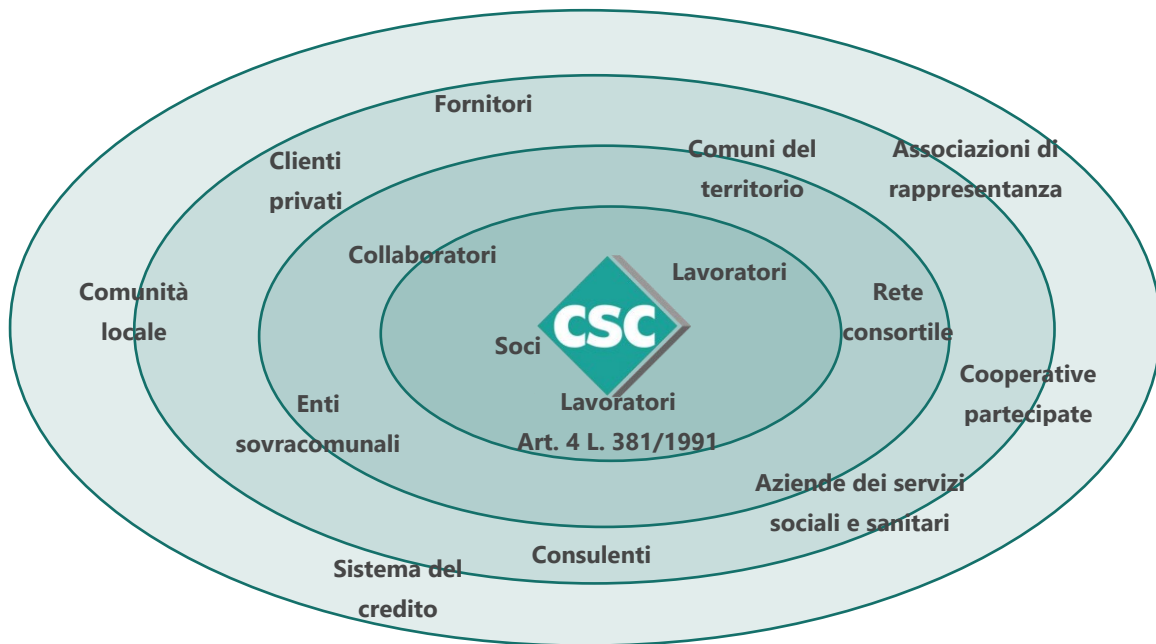 Fornitori
Clienti
privati
Comuni del
territorio
Associazioni di
rappresentanza
Collaboratori
Lavoratori
Comunità
locale
Rete
consortile
CSC
Soci
Cooperative
partecipate
Enti
sovracomunali
Lavoratori
Art. 4 L. 381/1991
Aziende dei servizi
sociali e sanitari
Consulenti
Sistema del
credito